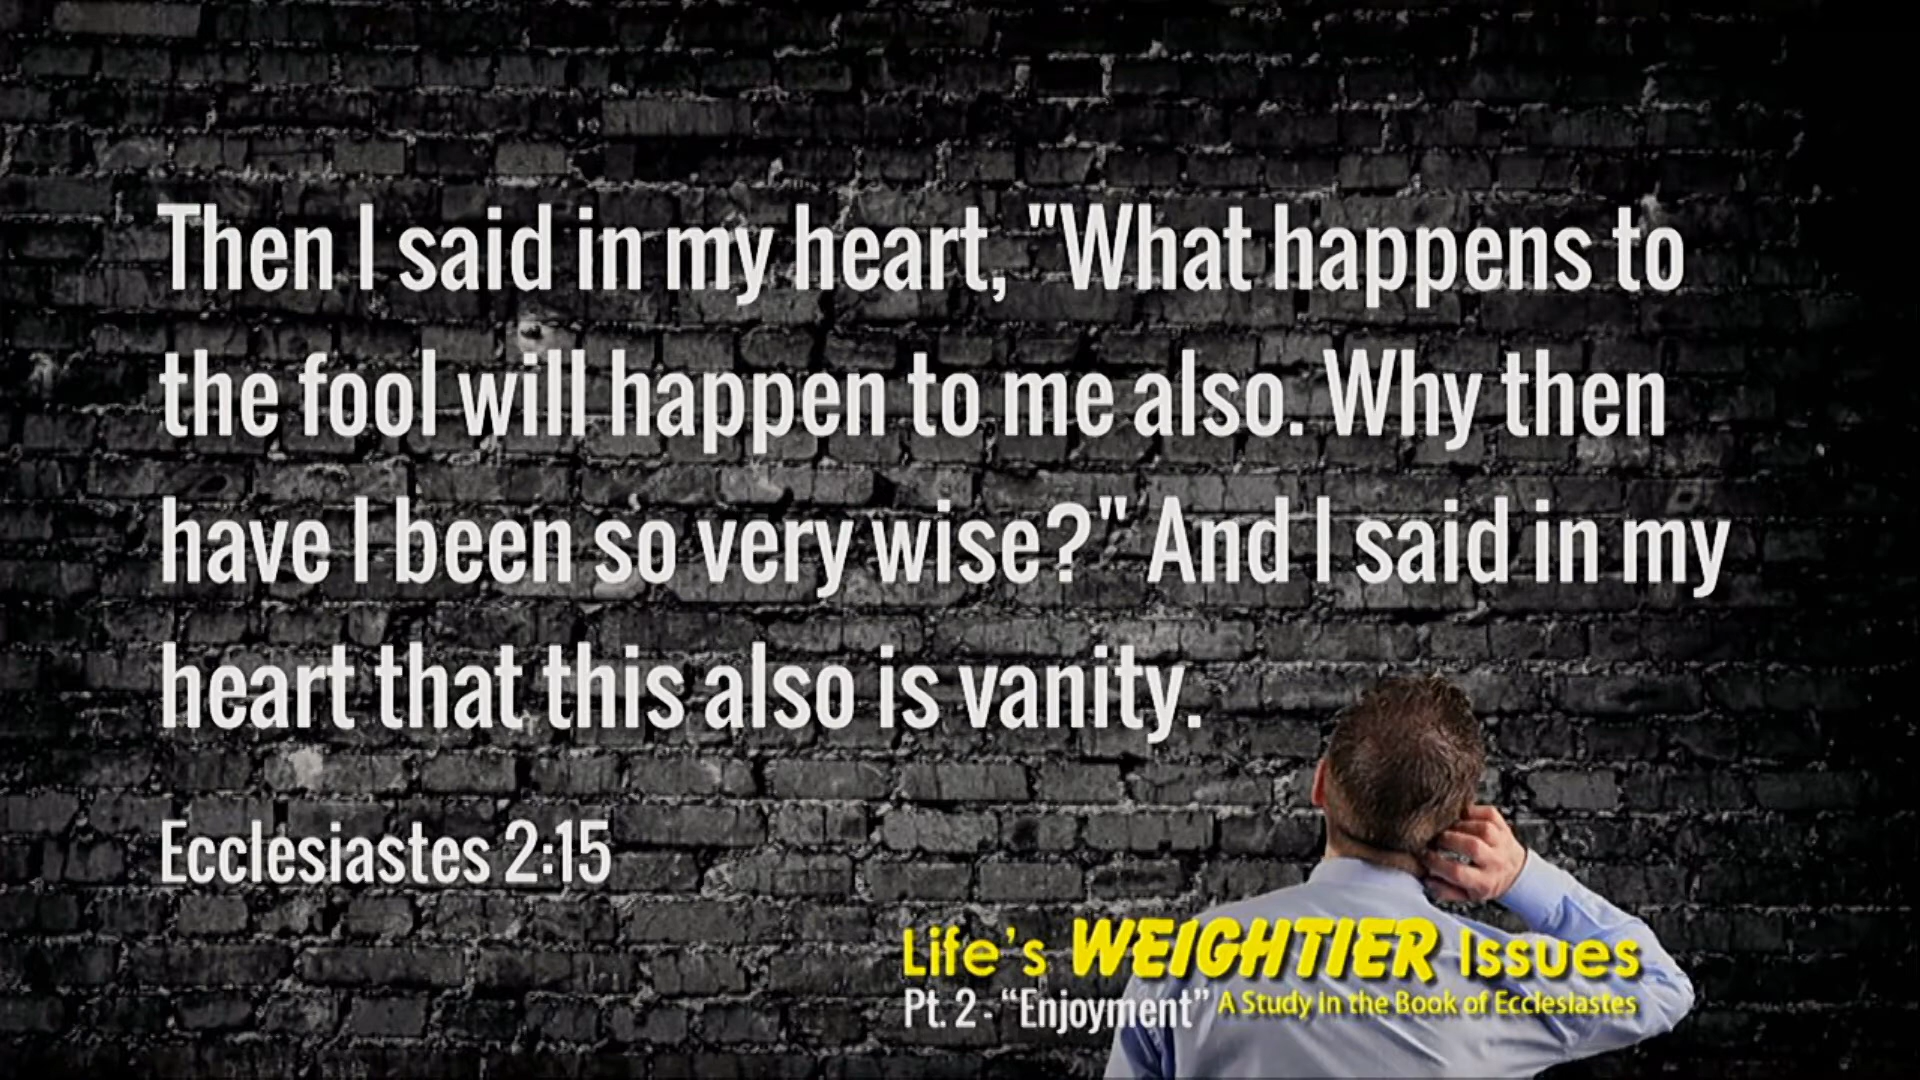 Then I said in my heart, "What happens to
the fool will happen to me also. Why then
have I been so very wise?" And I said in my
heart that this also is vanity.
Ecclesiastes 2:15
Life's WEIGHTIER Issues
Pt. 2 - “Enjoyment” A Study in the Book of Ecclesiastes